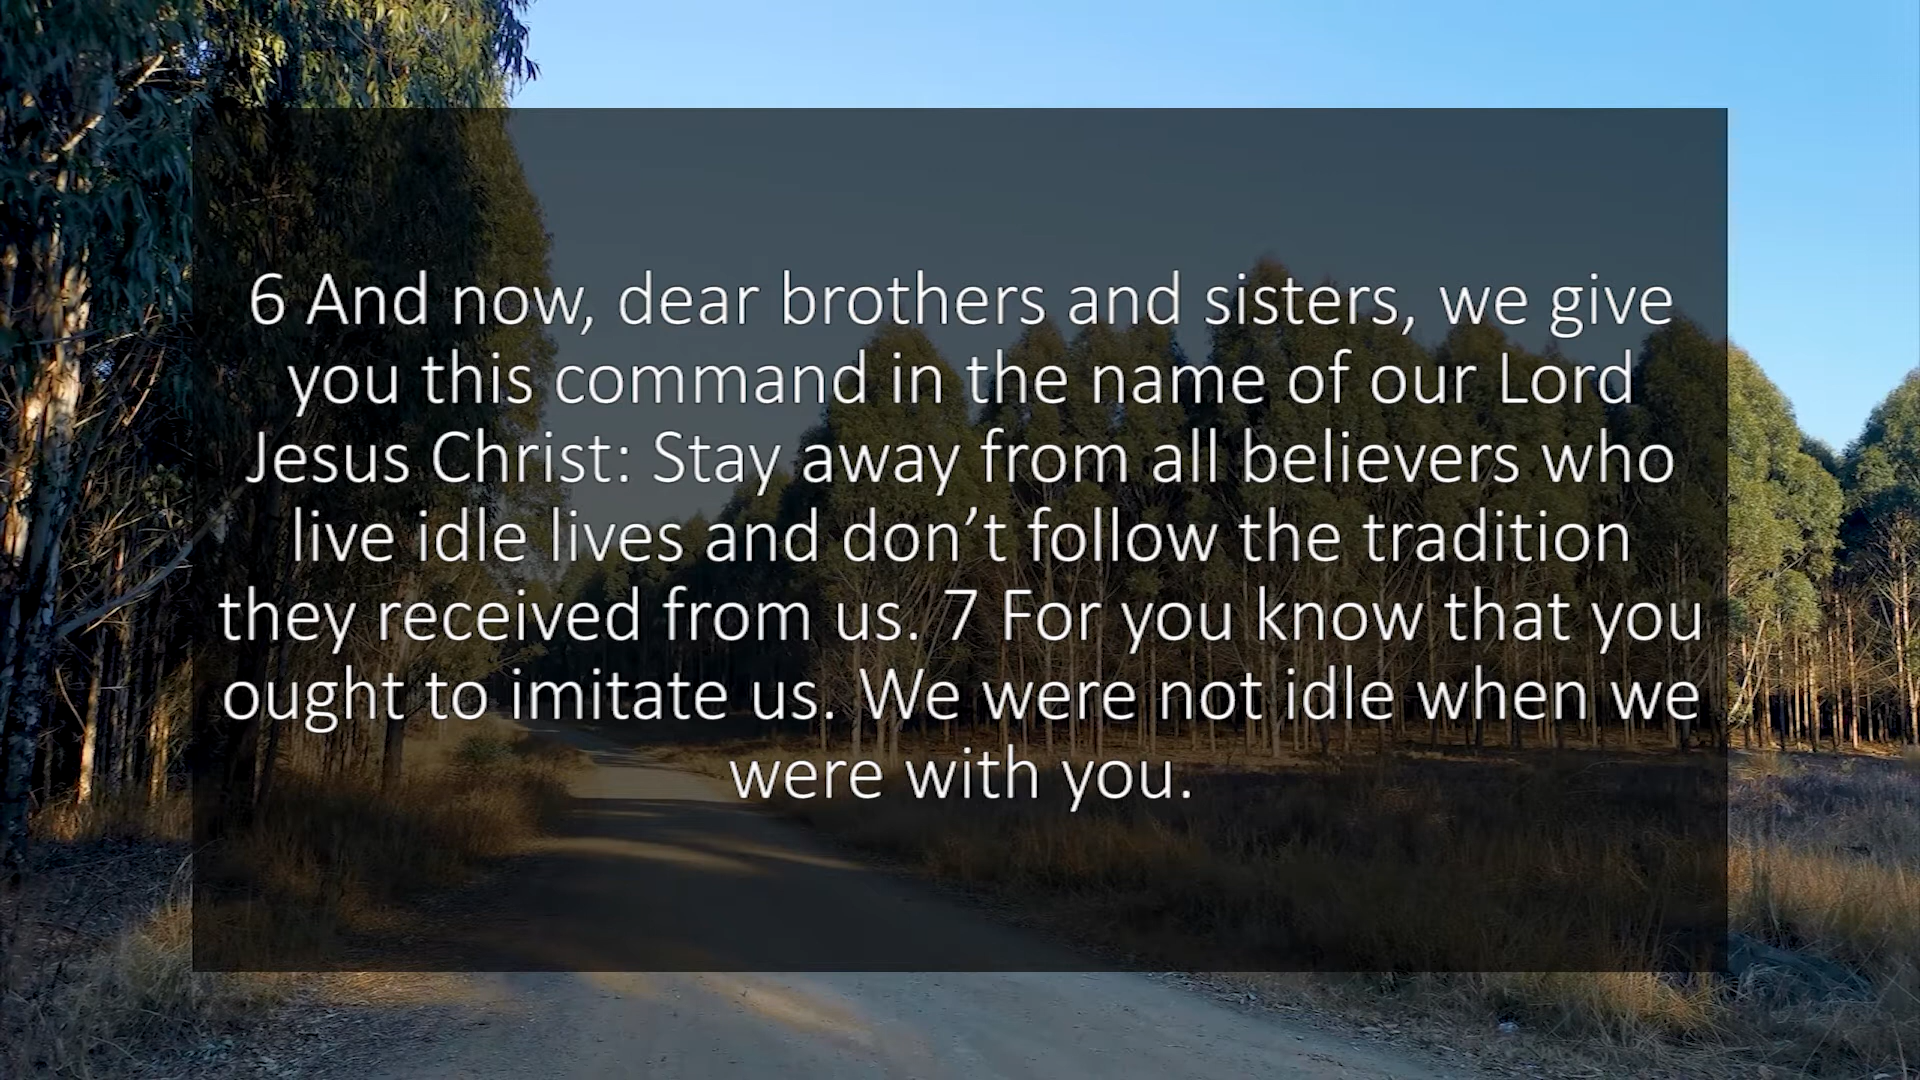 6 And now, dear brothers and sisters, we give
you this command in the name of our Lord
Jesus Christ: Stay away from all believers who
live idle lives and don’t follow the tradition
they received from us. 7 For you know that you
ought to imitate us. We were not idle when we
were with you.